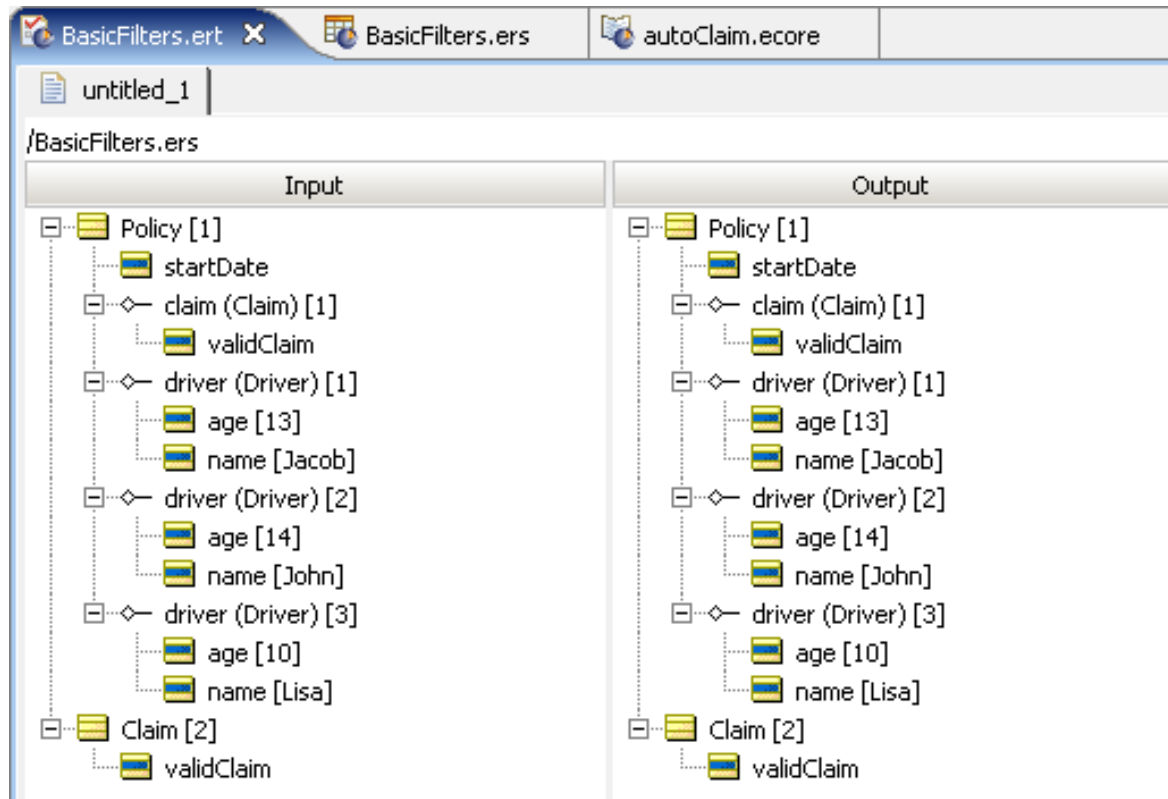 BasicFilters.ert BasicFilters.ers autoClaim.ecore
untitled_1
/BasicFilters.ers
Input Output
Policy [1] Policy [1]
startDate startDate
claim (Claim) [1] claim (Claim) [1]
validClaim validClaim
driver (Driver) [1] driver (Driver) [1]
age [13] age [13]
name [Jacob] name [Jacob]
driver (Driver) [2] driver (Driver) [2]
age [14] age [14]
name [John] name [John]
driver (Driver) [3] driver (Driver) [3]
age [10] age [10]
name [Lisa] name [Lisa]
Claim [2] Claim [2]
validClaim validClaim